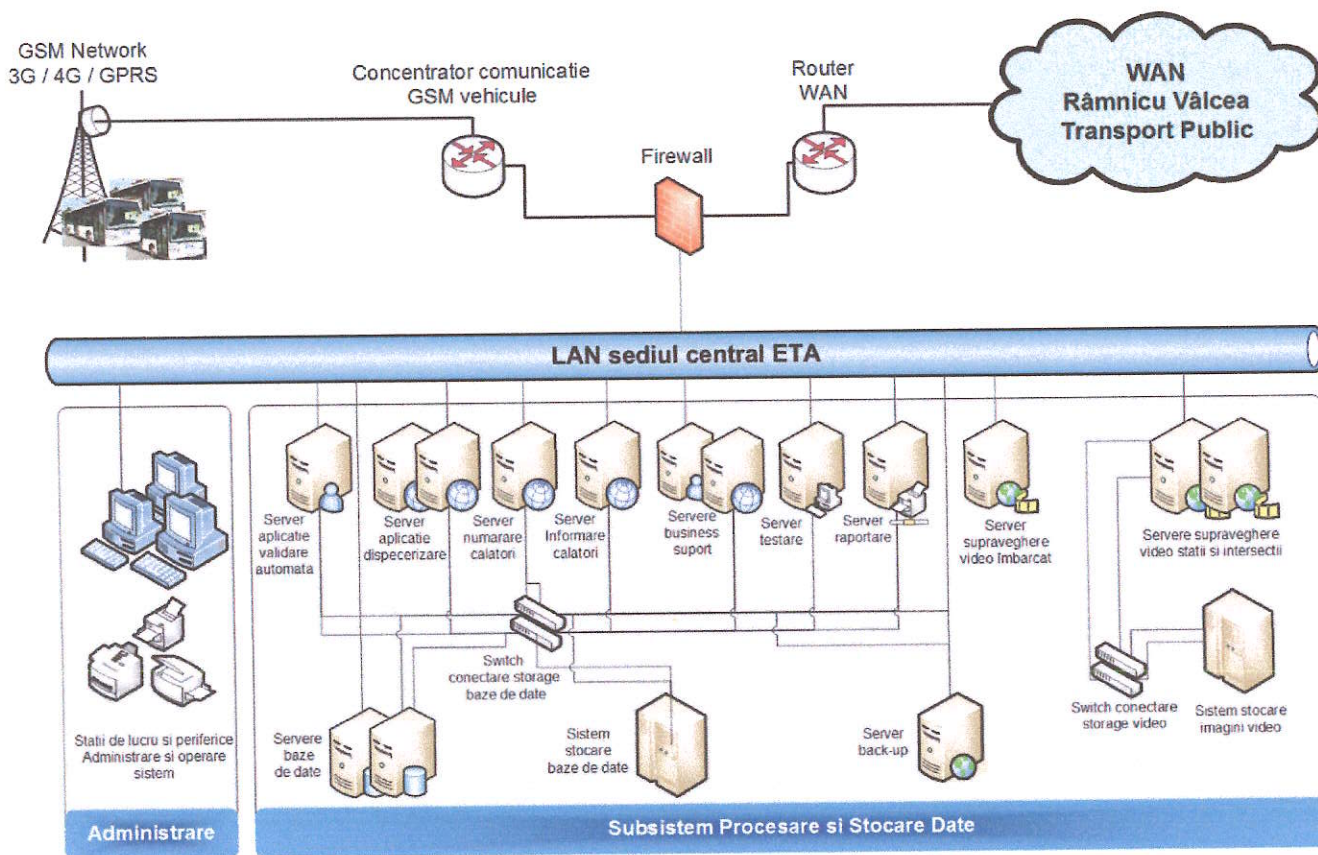 GSM Network
3G / 4G / GPRS
Concentrator comunicatie
GSM vehicule
Firewall
Router
WAN
WAN
Râmnicu Vâlcea
Transport Public
LAN sediul central ETA
Server
aplicatie
validare
automata
Server
aplicatie
dispecerizare
Server
numarare
calatori
Server
Informare
calatori
Servere
business
suport
Server
testare
Server
raportare
Server
supraveghere
video îmbarcat
Servere supraveghere
video statii si intersectii
Switch
conectare storage
baze de date
Switch conectare
storage video
Sistem stocare
imagini video
Statii de lucru si periferice
Administrare si operare
sistem
Servere
baze
de date
Sistem
stocare
baze de date
Server
back-up
Administrare
Subsistem Procesare si Stocare Date